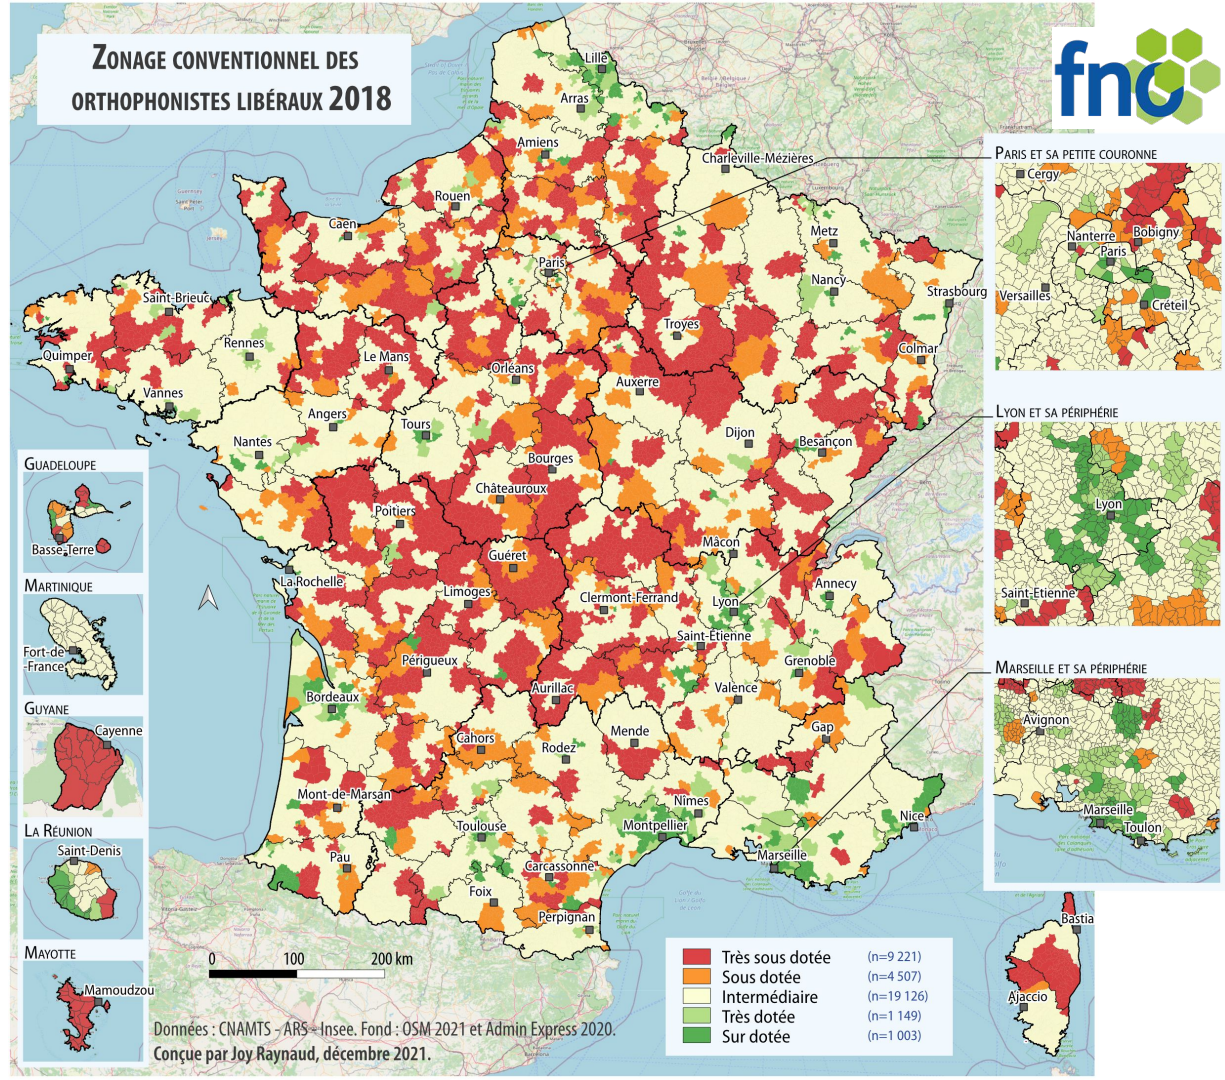 ZONAGE CONVENTIONNEL DES
ORTHOPHONISTES LIBÉRAUX 2018
fno
PARIS ET SA PETITE COURONNE
Cergy
Nanterre
Bobigny
Paris
Versailles
Créteil
LYON ET SA PÉRIPHÉRIE
Lyon
Saint-Etienne
MARSEILLE ET SA PÉRIPHÉRIE
Avignon
Marseille
Toulon
Lille
Arras
Amiens
Charleville-Mézières
Rouen
Caen
Metz
Paris
Nancy
Strasbourg
Saint-Brieuc
Troyes
Rennes
Colmar
Quimper
Le Mans
Orléans
Auxerre
Vannes
Angers
Tours
Dijon
Besançon
Nantes
Bourges
Châteauroux
Poitiers
Mâcon
Guéret
La Rochelle
Annecy
Limoges
Clermont-Ferrand
Lyon
Saint-Étienne
Périgueux
Grenoble
Aurillac
Valence
Bordeaux
Gap
Cahors
Mende
Rodez
Mont-de-Marsan
Nîmes
Nice
Toulouse
Montpellier
Pau
Marseille
Carcassonne
Foix
Perpignan
Bastia
Ajaccio
GUADELOUPE
Basse-Terre
MARTINIQUE
Fort-de
-France
GUYANE
Cayenne
LA RÉUNION
Saint-Denis
MAYOTTE
Mamoudzou
0 100 200 km
Très sous dotée (n=9 221)
Sous dotée (n=4 507)
Intermédiaire (n=19 126)
Très dotée (n=1 149)
Sur dotée (n=1 003)
Données : CNAMTS - ARS - Insee. Fond : OSM 2021 et Admin Express 2020.
Conçue par Joy Raynaud, décembre 2021.